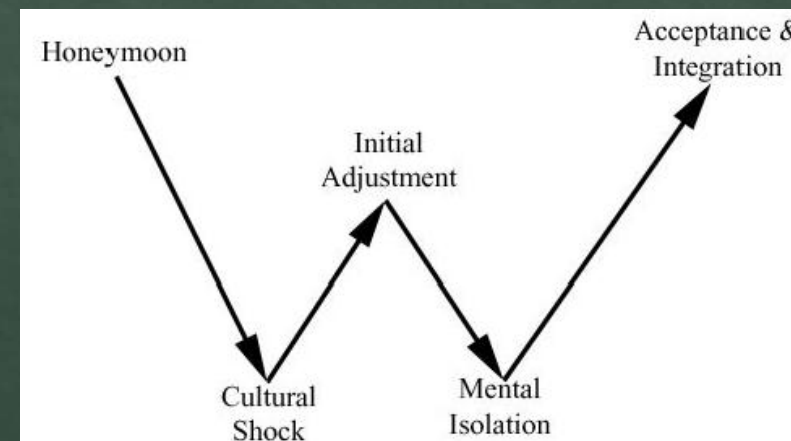 Honeymoon
Cultural
Shock
Initial
Adjustment
Mental
Isolation
Acceptance &
Integration